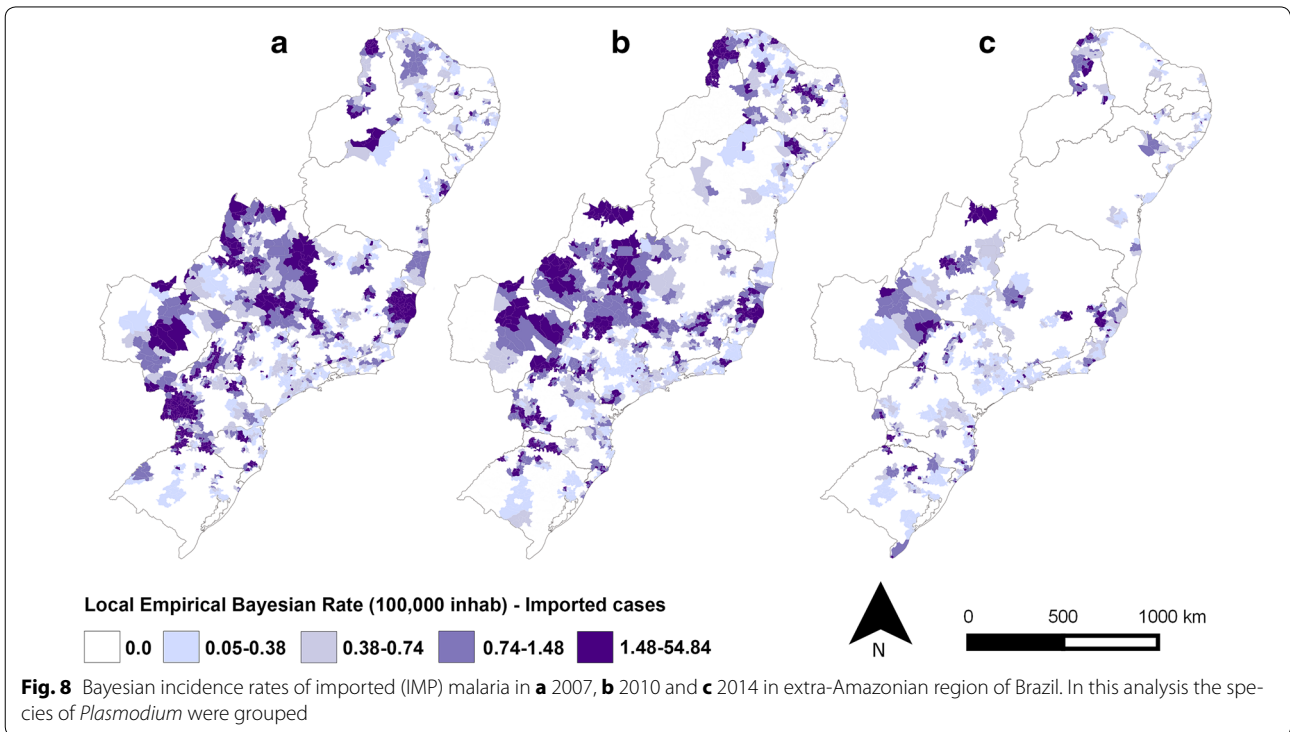 a b c
Local Empirical Bayesian Rate (100,000 inhab) - Imported cases
0.0 0.05-0.38 0.38-0.74 0.74-1.48 1.48-54.84
N
0 500 1000 km
Fig. 8 Bayesian incidence rates of imported (IMP) malaria in a 2007, b 2010 and c 2014 in extra-Amazonian region of Brazil. In this analysis the spe-
cies of Plasmodium were grouped